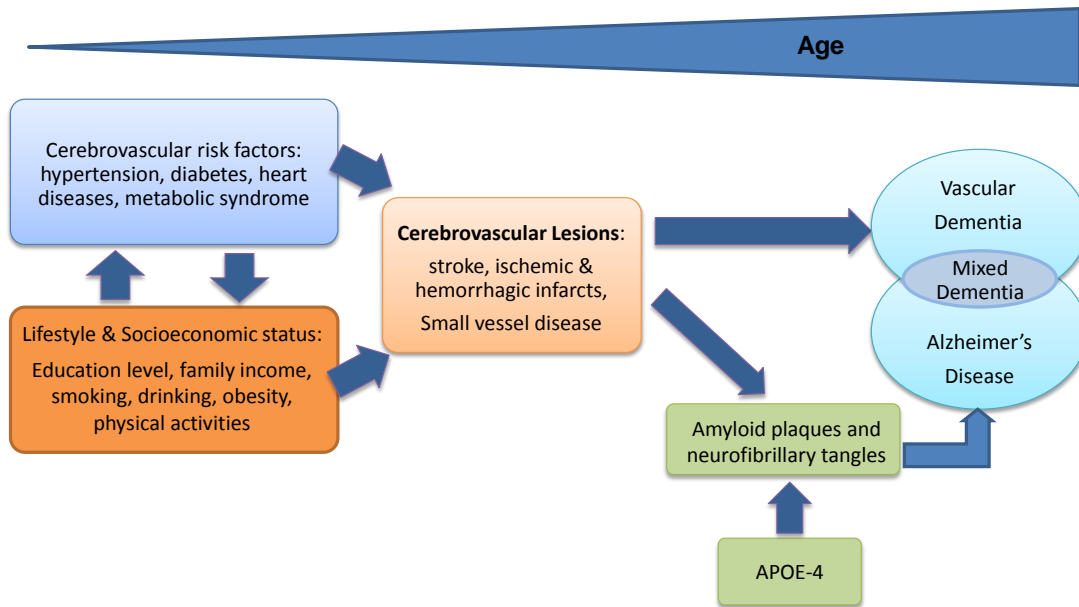 Age
Cerebrovascular risk factors:
hypertension, diabetes, heart
diseases, metabolic syndrome
Lifestyle & Socioeconomic status:
Education level, family income,
smoking, drinking, obesity,
physical activities
Cerebrovascular Lesions:
stroke, ischemic &
hemorrhagic infarcts,
Small vessel disease
Vascular
Dementia
Mixed
Dementia
Alzheimer’s
Disease
Amyloid plaques and
neurofibrillary tangles
APOE-4